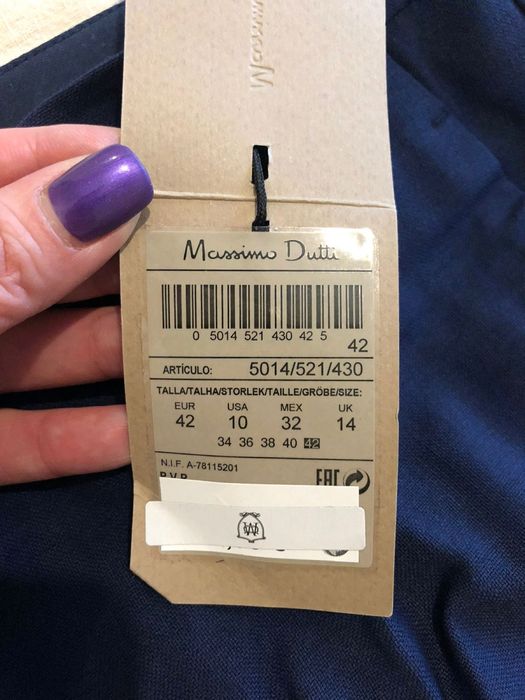 Massimo
Massimo Dutti
0 5014 521 430 42 5
42
ARTÍCULO: 5014/521/430
TALLA/TALHA/STORLEK/TAILLE/GRÖBE/SIZE:
EUR USA MEX UK
42 10 32 14
34 36 38 40 42
N.I.F. A-78115201
EAC
P.V.P.